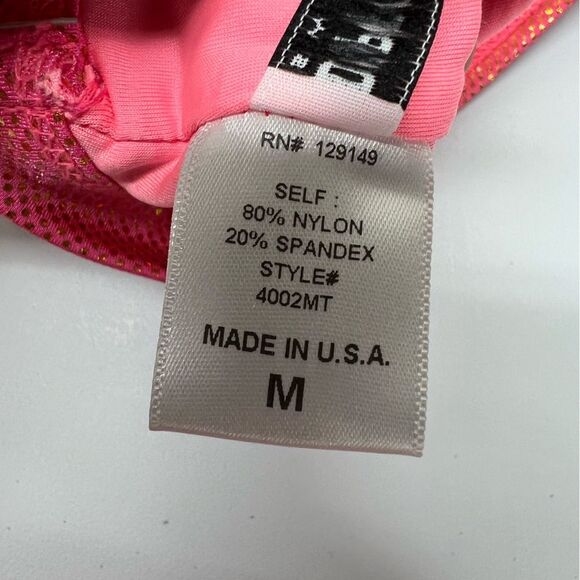 RN# 129149
SELF :
80% NYLON
20% SPANDEX
STYLE#
4002MT
MADE IN U.S.A.
M